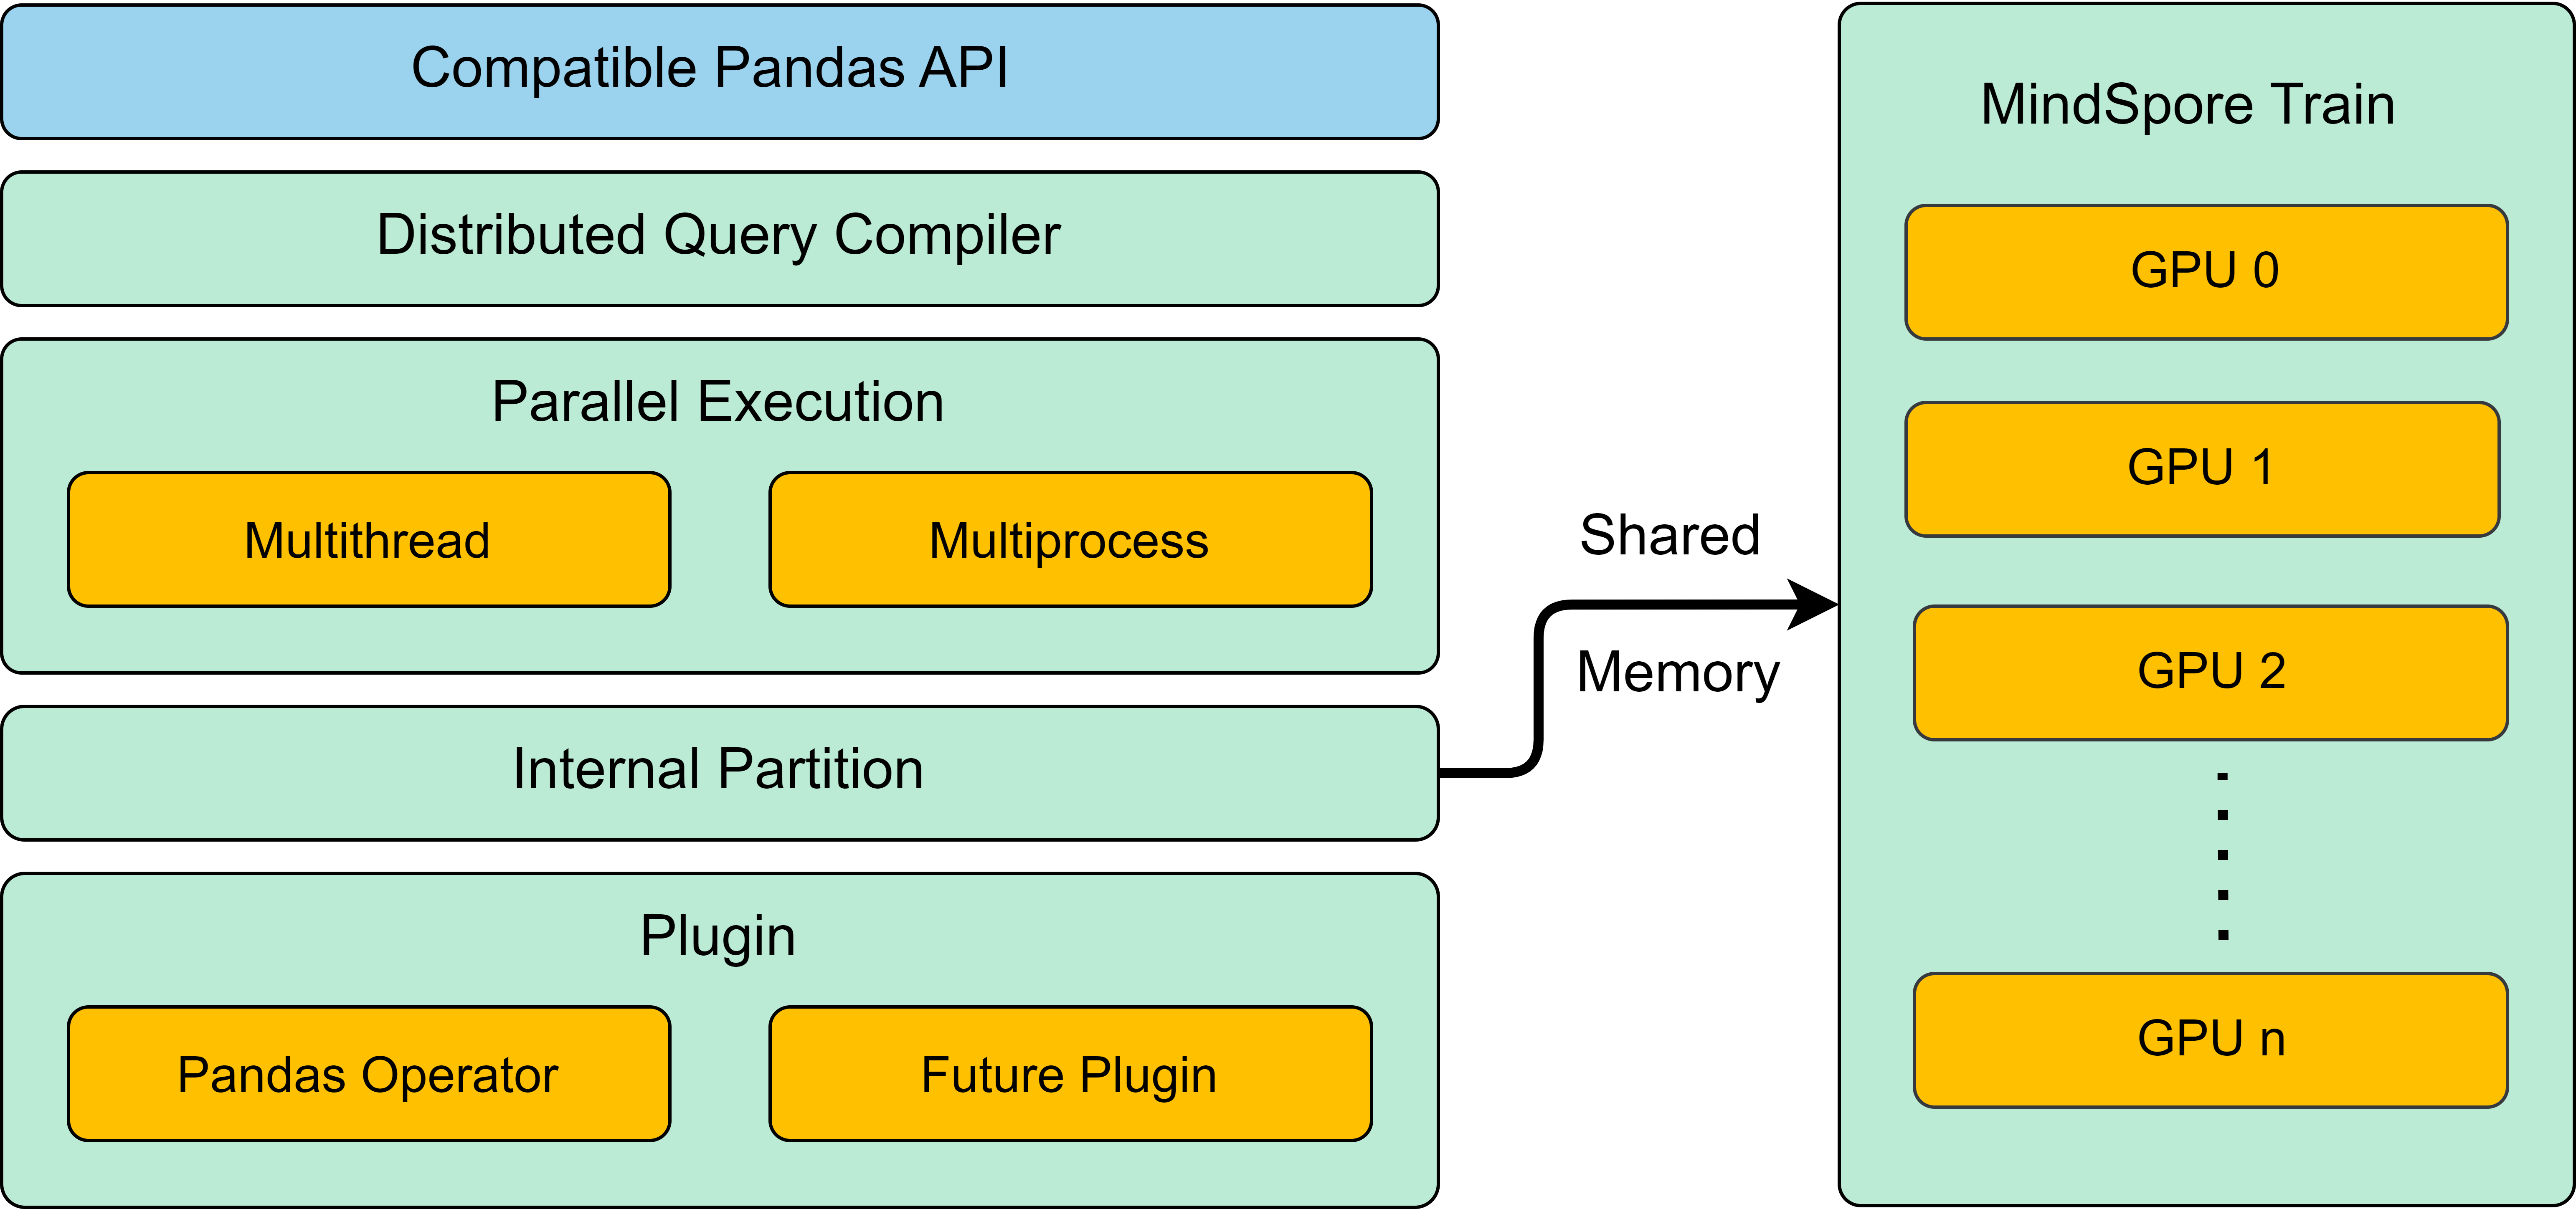 Compatible Pandas API
Distributed Query Compiler
Parallel Execution
Multithread
Multiprocess
Internal Partition
Plugin
Pandas Operator
Future Plugin
Shared
Memory
MindSpore Train
GPU 0
GPU 1
GPU 2
GPU n